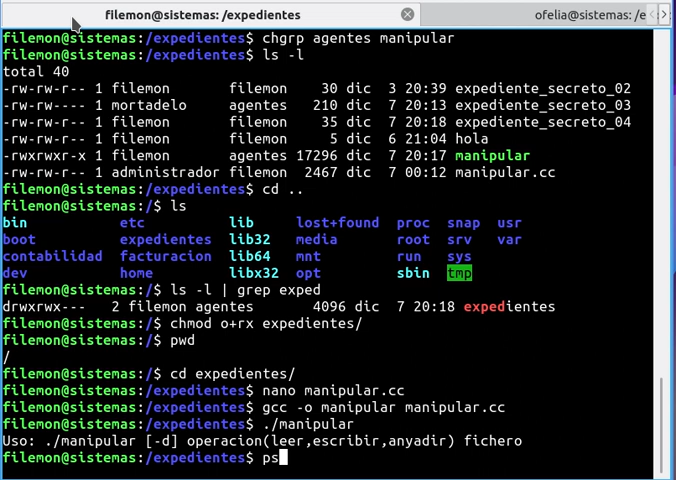 filemon@sistemas: /expedientes
ofelia@sistemas: /e
filemon@sistemas:/expedientes$ chgrp agentes manipular
filemon@sistemas:/expedientes$ ls -l
total 40
-rw-rw-r-- 1 filemon       filemon    30 dic  3 20:39 expediente_secreto_02
-rw-rw---- 1 mortadelo     agentes   210 dic  7 20:13 expediente_secreto_03
-rw-rw-r-- 1 filemon       filemon    35 dic  7 20:18 expediente_secreto_04
-rw-rw-r-- 1 filemon       filemon     5 dic  6 21:04 hola
-rwxrwxr-x 1 filemon       agentes 17296 dic  7 20:17 manipular
-rw-rw-r-- 1 administrador filemon  2467 dic  7 00:12 manipular.cc
filemon@sistemas:/expedientes$ cd ..
filemon@sistemas:/$ ls
bin           etc          lib     lost+found  proc  snap  usr
boot          expedientes  lib32   media       root  srv   var
contabilidad  facturacion  lib64   mnt         run   sys
dev           home         libx32  opt         sbin  tmp
filemon@sistemas:/$ ls -l | grep exped
drwxrwx---   2 filemon agentes       4096 dic  7 20:18 expedientes
filemon@sistemas:/$ chmod o+rx expedientes/
filemon@sistemas:/$ pwd
/
filemon@sistemas:/$ cd expedientes/
filemon@sistemas:/expedientes$ nano manipular.cc
filemon@sistemas:/expedientes$ gcc -o manipular manipular.cc
filemon@sistemas:/expedientes$ ./manipular
Uso: ./manipular [-d] operacion(leer,escribir,anyadir) fichero
filemon@sistemas:/expedientes$ ps